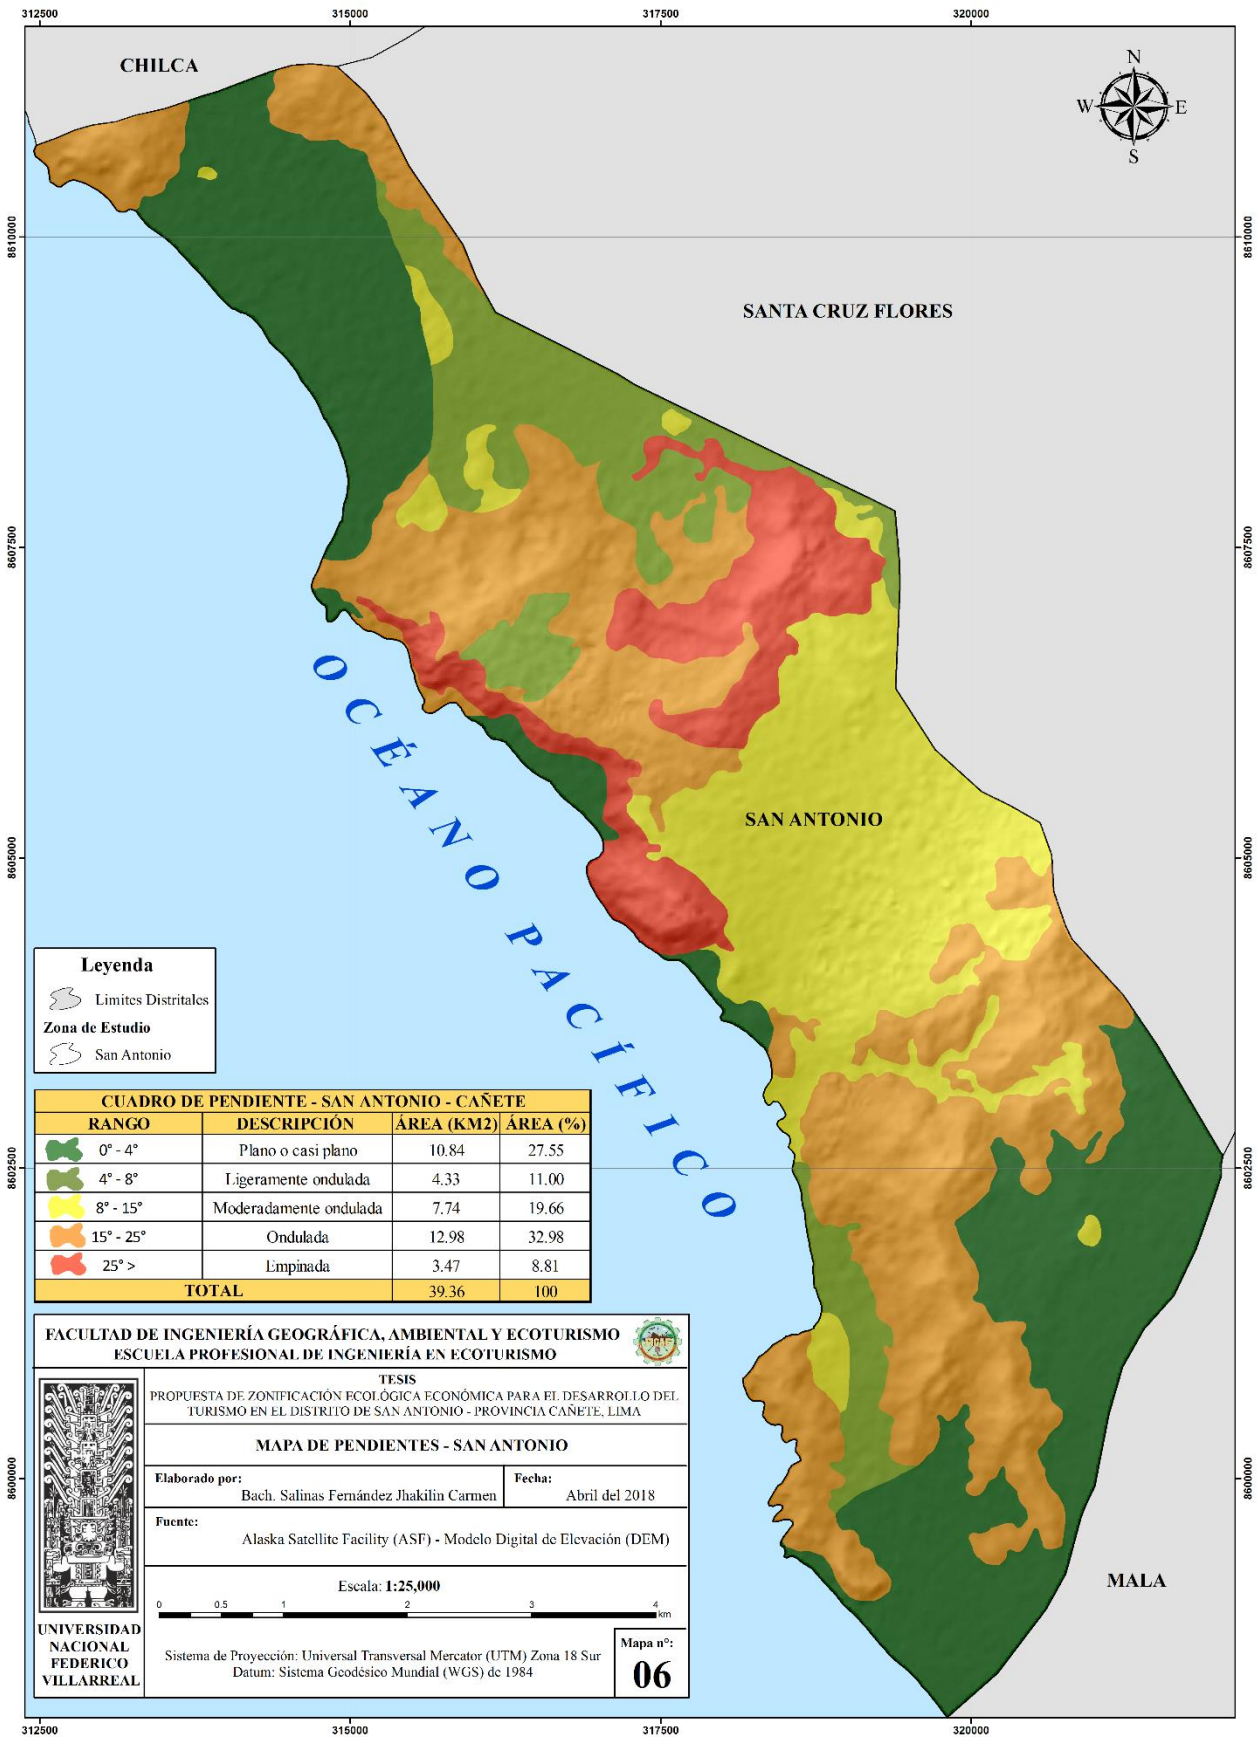 312500
315000
317500
320000
CHILCA
N
W
E
S
8610000
8610000
SANTA CRUZ FLORES
8607500
8607500
OCÉANO PACÍFICO
SAN ANTONIO
8605000
8605000
Leyenda
Limites Distritales
Zona de Estudio
San Antonio
CUADRO DE PENDIENTE - SAN ANTONIO - CAÑETE
RANGO DESCRIPCIÓN ÁREA (KM2) ÁREA (%)
0° - 4° Plano o casi plano 10.84 27.55
4° - 8° Ligeramente ondulada 4.33 11.00
8° - 15° Moderadamente ondulada 7.74 19.66
15° - 25° Ondulada 12.98 32.98
25° > Empinada 3.47 8.81
TOTAL 39.36 100
8602500
8602500
FACULTAD DE INGENIERÍA GEOGRÁFICA, AMBIENTAL Y ECOTURISMO
ESCUELA PROFESIONAL DE INGENIERÍA EN ECOTURISMO
TESIS
PROPUESTA DE ZONIFICACIÓN ECOLÓGICA ECONÓMICA PARA EL DESARROLLO DEL
TURISMO EN EL DISTRITO DE SAN ANTONIO - PROVINCIA CAÑETE, LIMA
MAPA DE PENDIENTES - SAN ANTONIO
Elaborado por:
Bach. Salinas Fernández Jhakilin Carmen
Fecha:
Abril del 2018
Fuente:
Alaska Satellite Facility (ASF) - Modelo Digital de Elevación (DEM)
Escala: 1:25,000
0 0.5 1 2 3 4
km
Sistema de Proyección: Universal Transversal Mercator (UTM) Zona 18 Sur
Datum: Sistema Geodésico Mundial (WGS) de 1984
UNIVERSIDAD
NACIONAL
FEDERICO
VILLARREAL
Mapa n°:
06
8600000
8600000
MALA
312500
315000
317500
320000